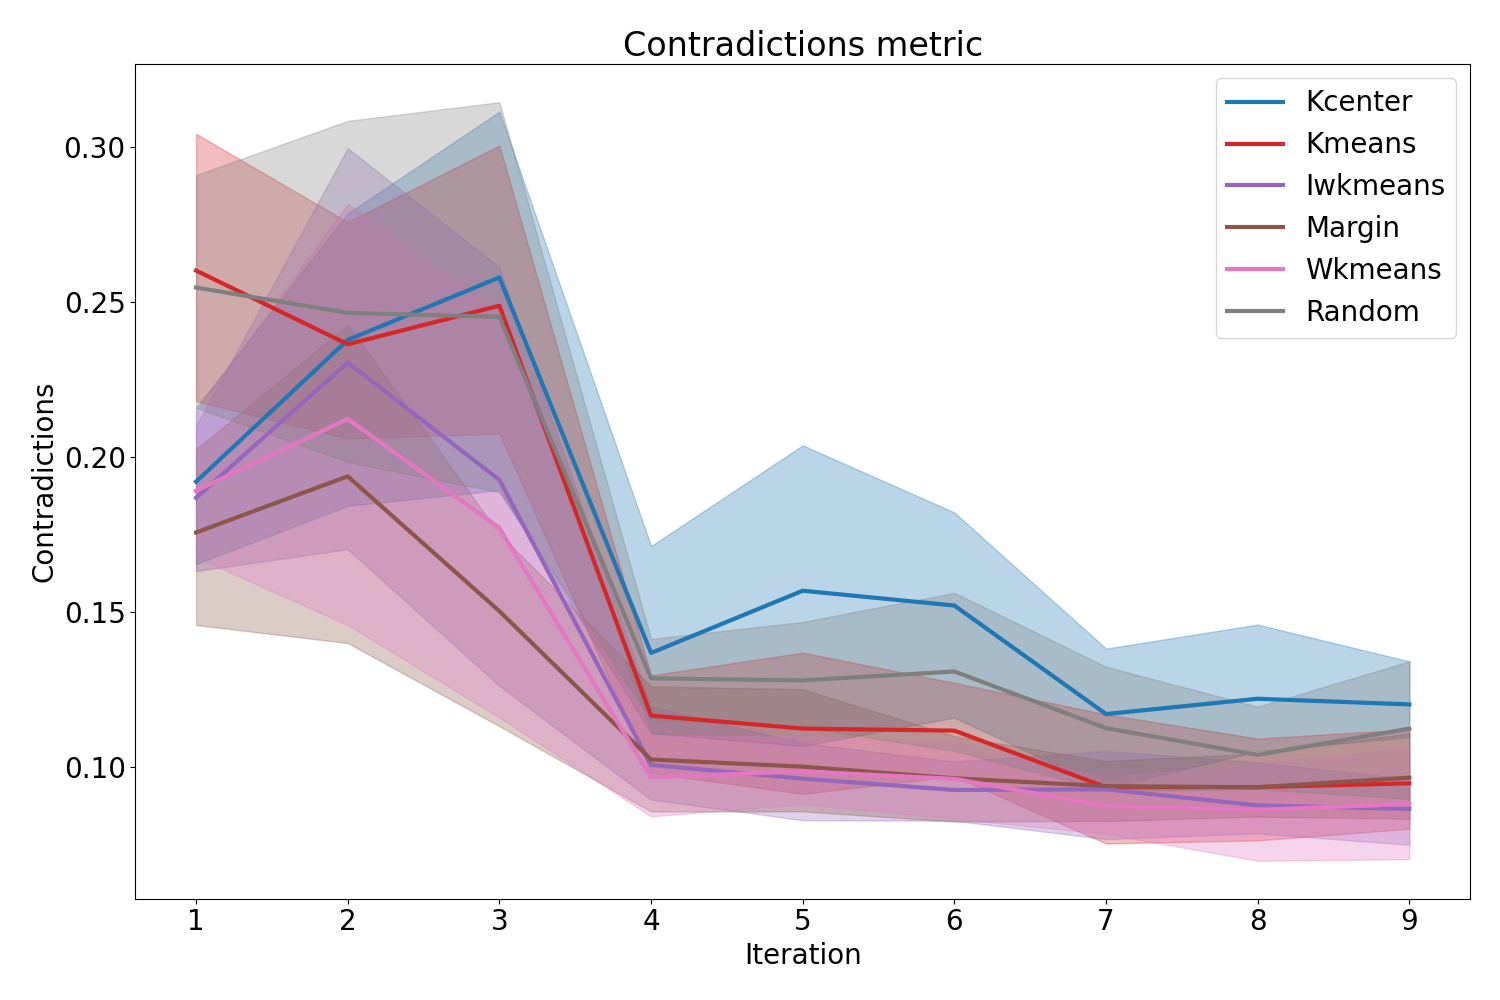 Contradictions metric
Kcenter
Kmeans
Iwkmeans
Margin
Wkmeans
Random
Contradictions
0.30
0.25
0.20
0.15
0.10
1 2 3 4 5 6 7 8 9
Iteration